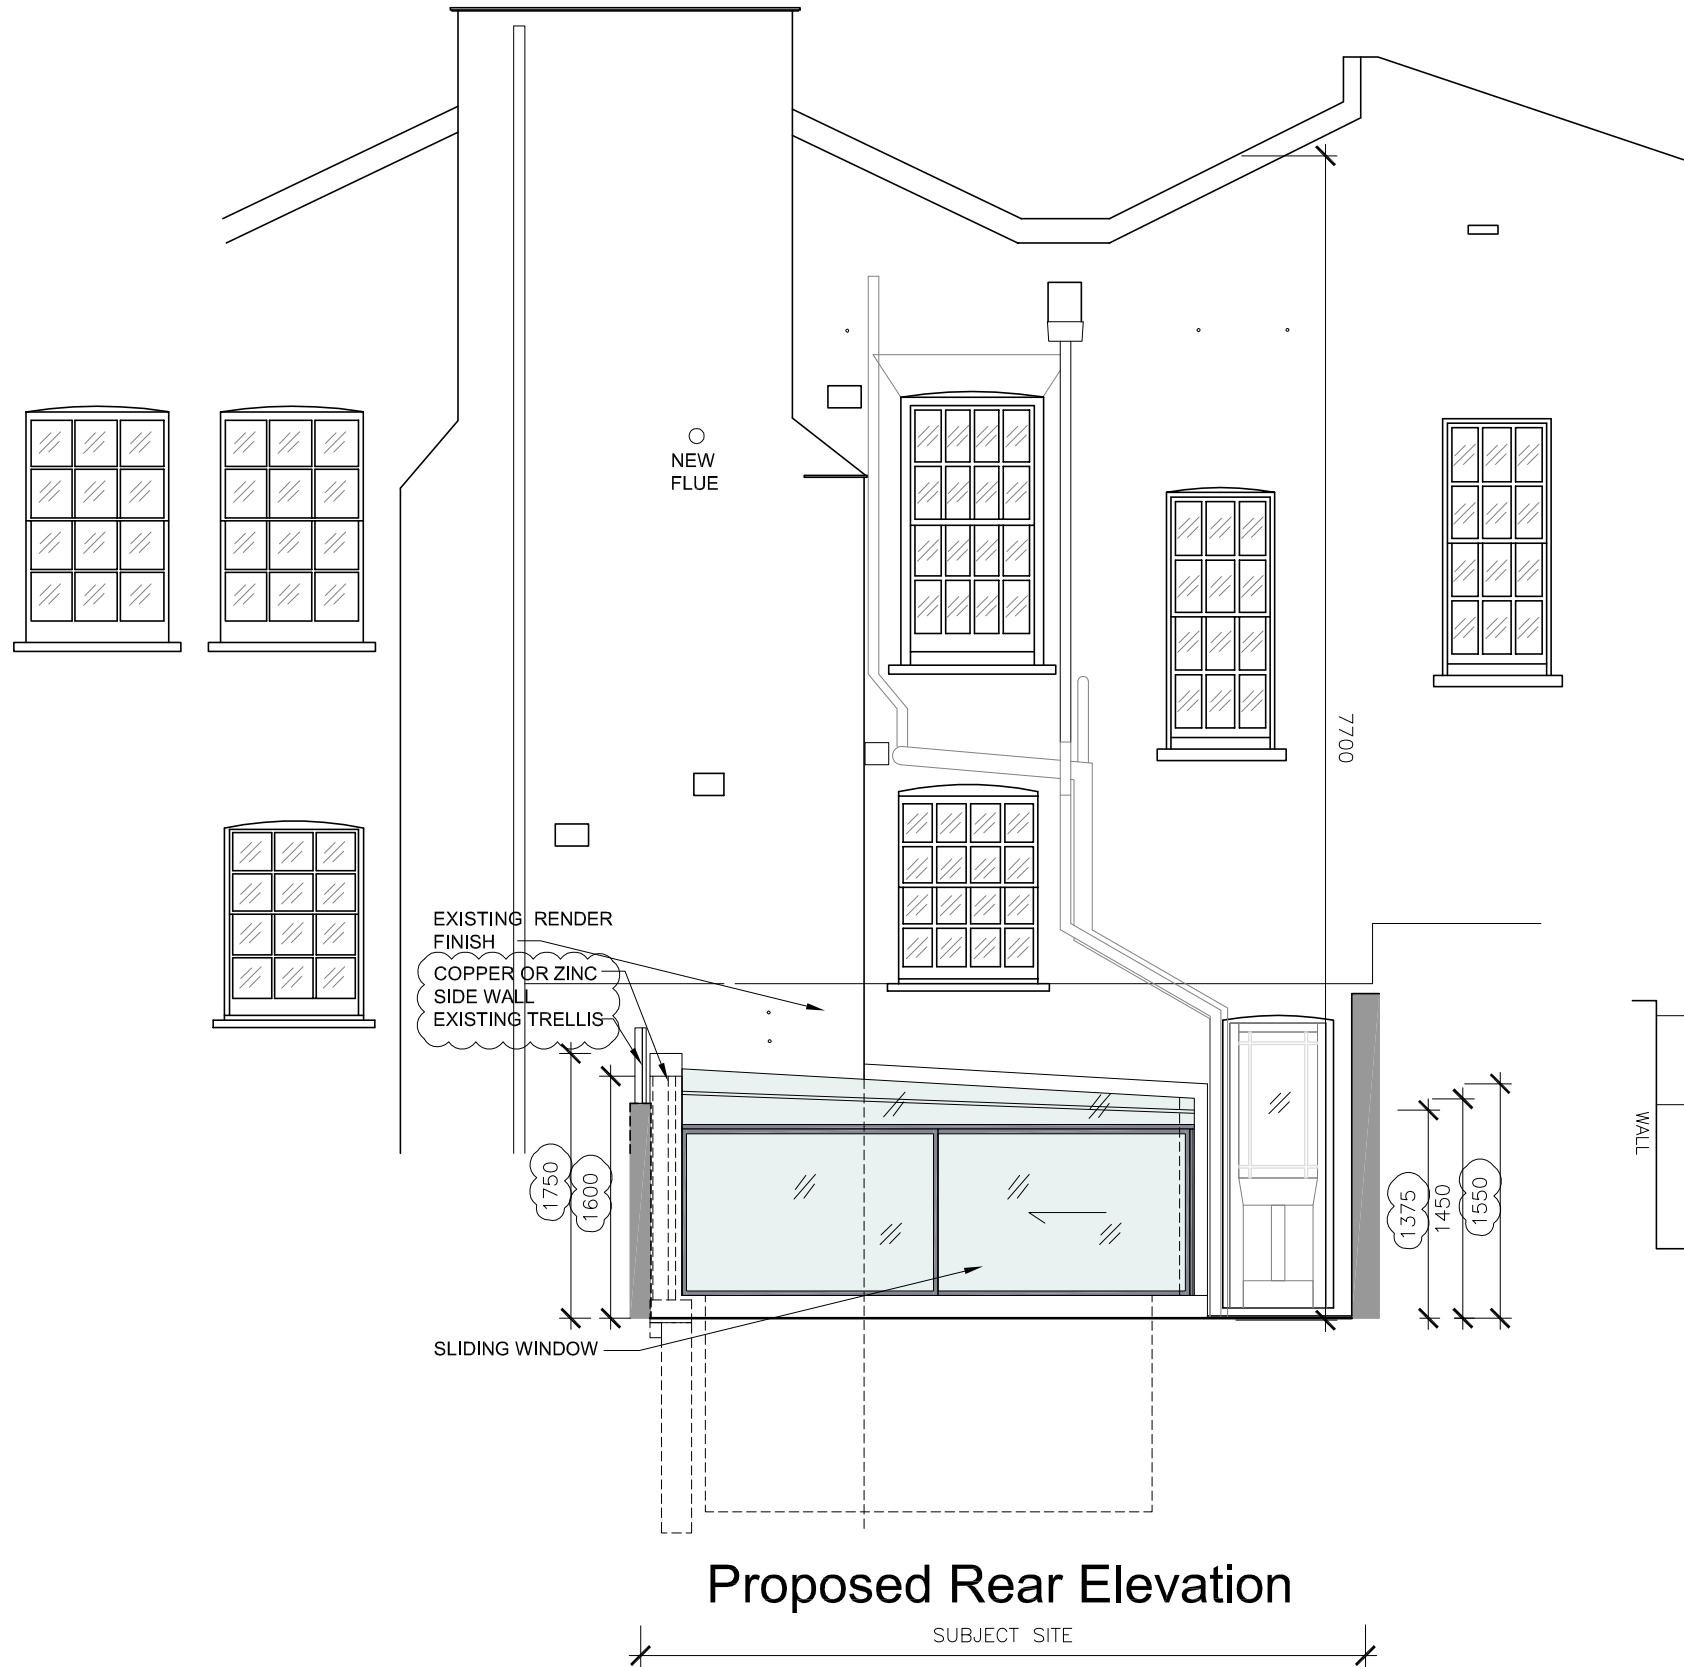 NEW
FLUE
7700
EXISTING RENDER
FINISH
COPPER OR ZINC
SIDE WALL
EXISTING TRELLIS
WALL
1750
1600
1375
1450
1550
SLIDING WINDOW
Proposed Rear Elevation
SUBJECT SITE